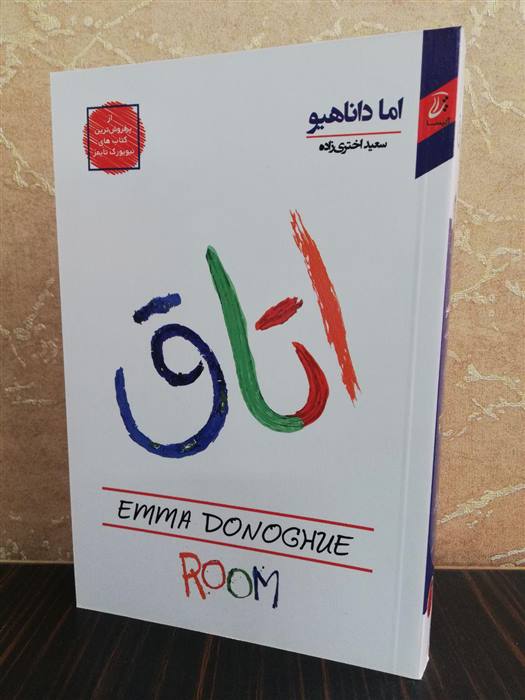 اما داناهیو
سعید اختری‌زاده
از
پرفروش‌ترین
کتاب های
نیویورک تایمز
اتاق
EMMA DONOGHUE
ROOM